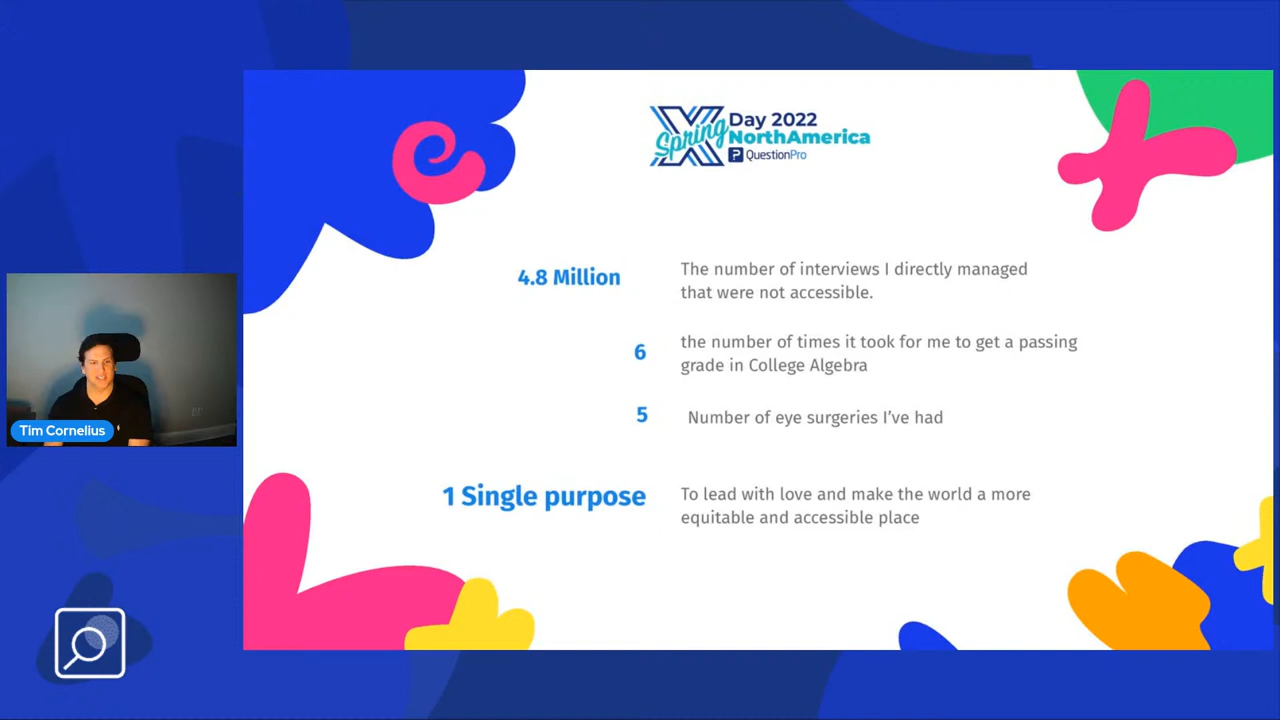 X Spring
Day 2022
NorthAmerica
P QuestionPro
4.8 Million
The number of interviews I directly managed
that were not accessible.
6
the number of times it took for me to get a passing
grade in College Algebra
5
Number of eye surgeries I’ve had
1 Single purpose
To lead with love and make the world a more
equitable and accessible place
Tim Cornelius